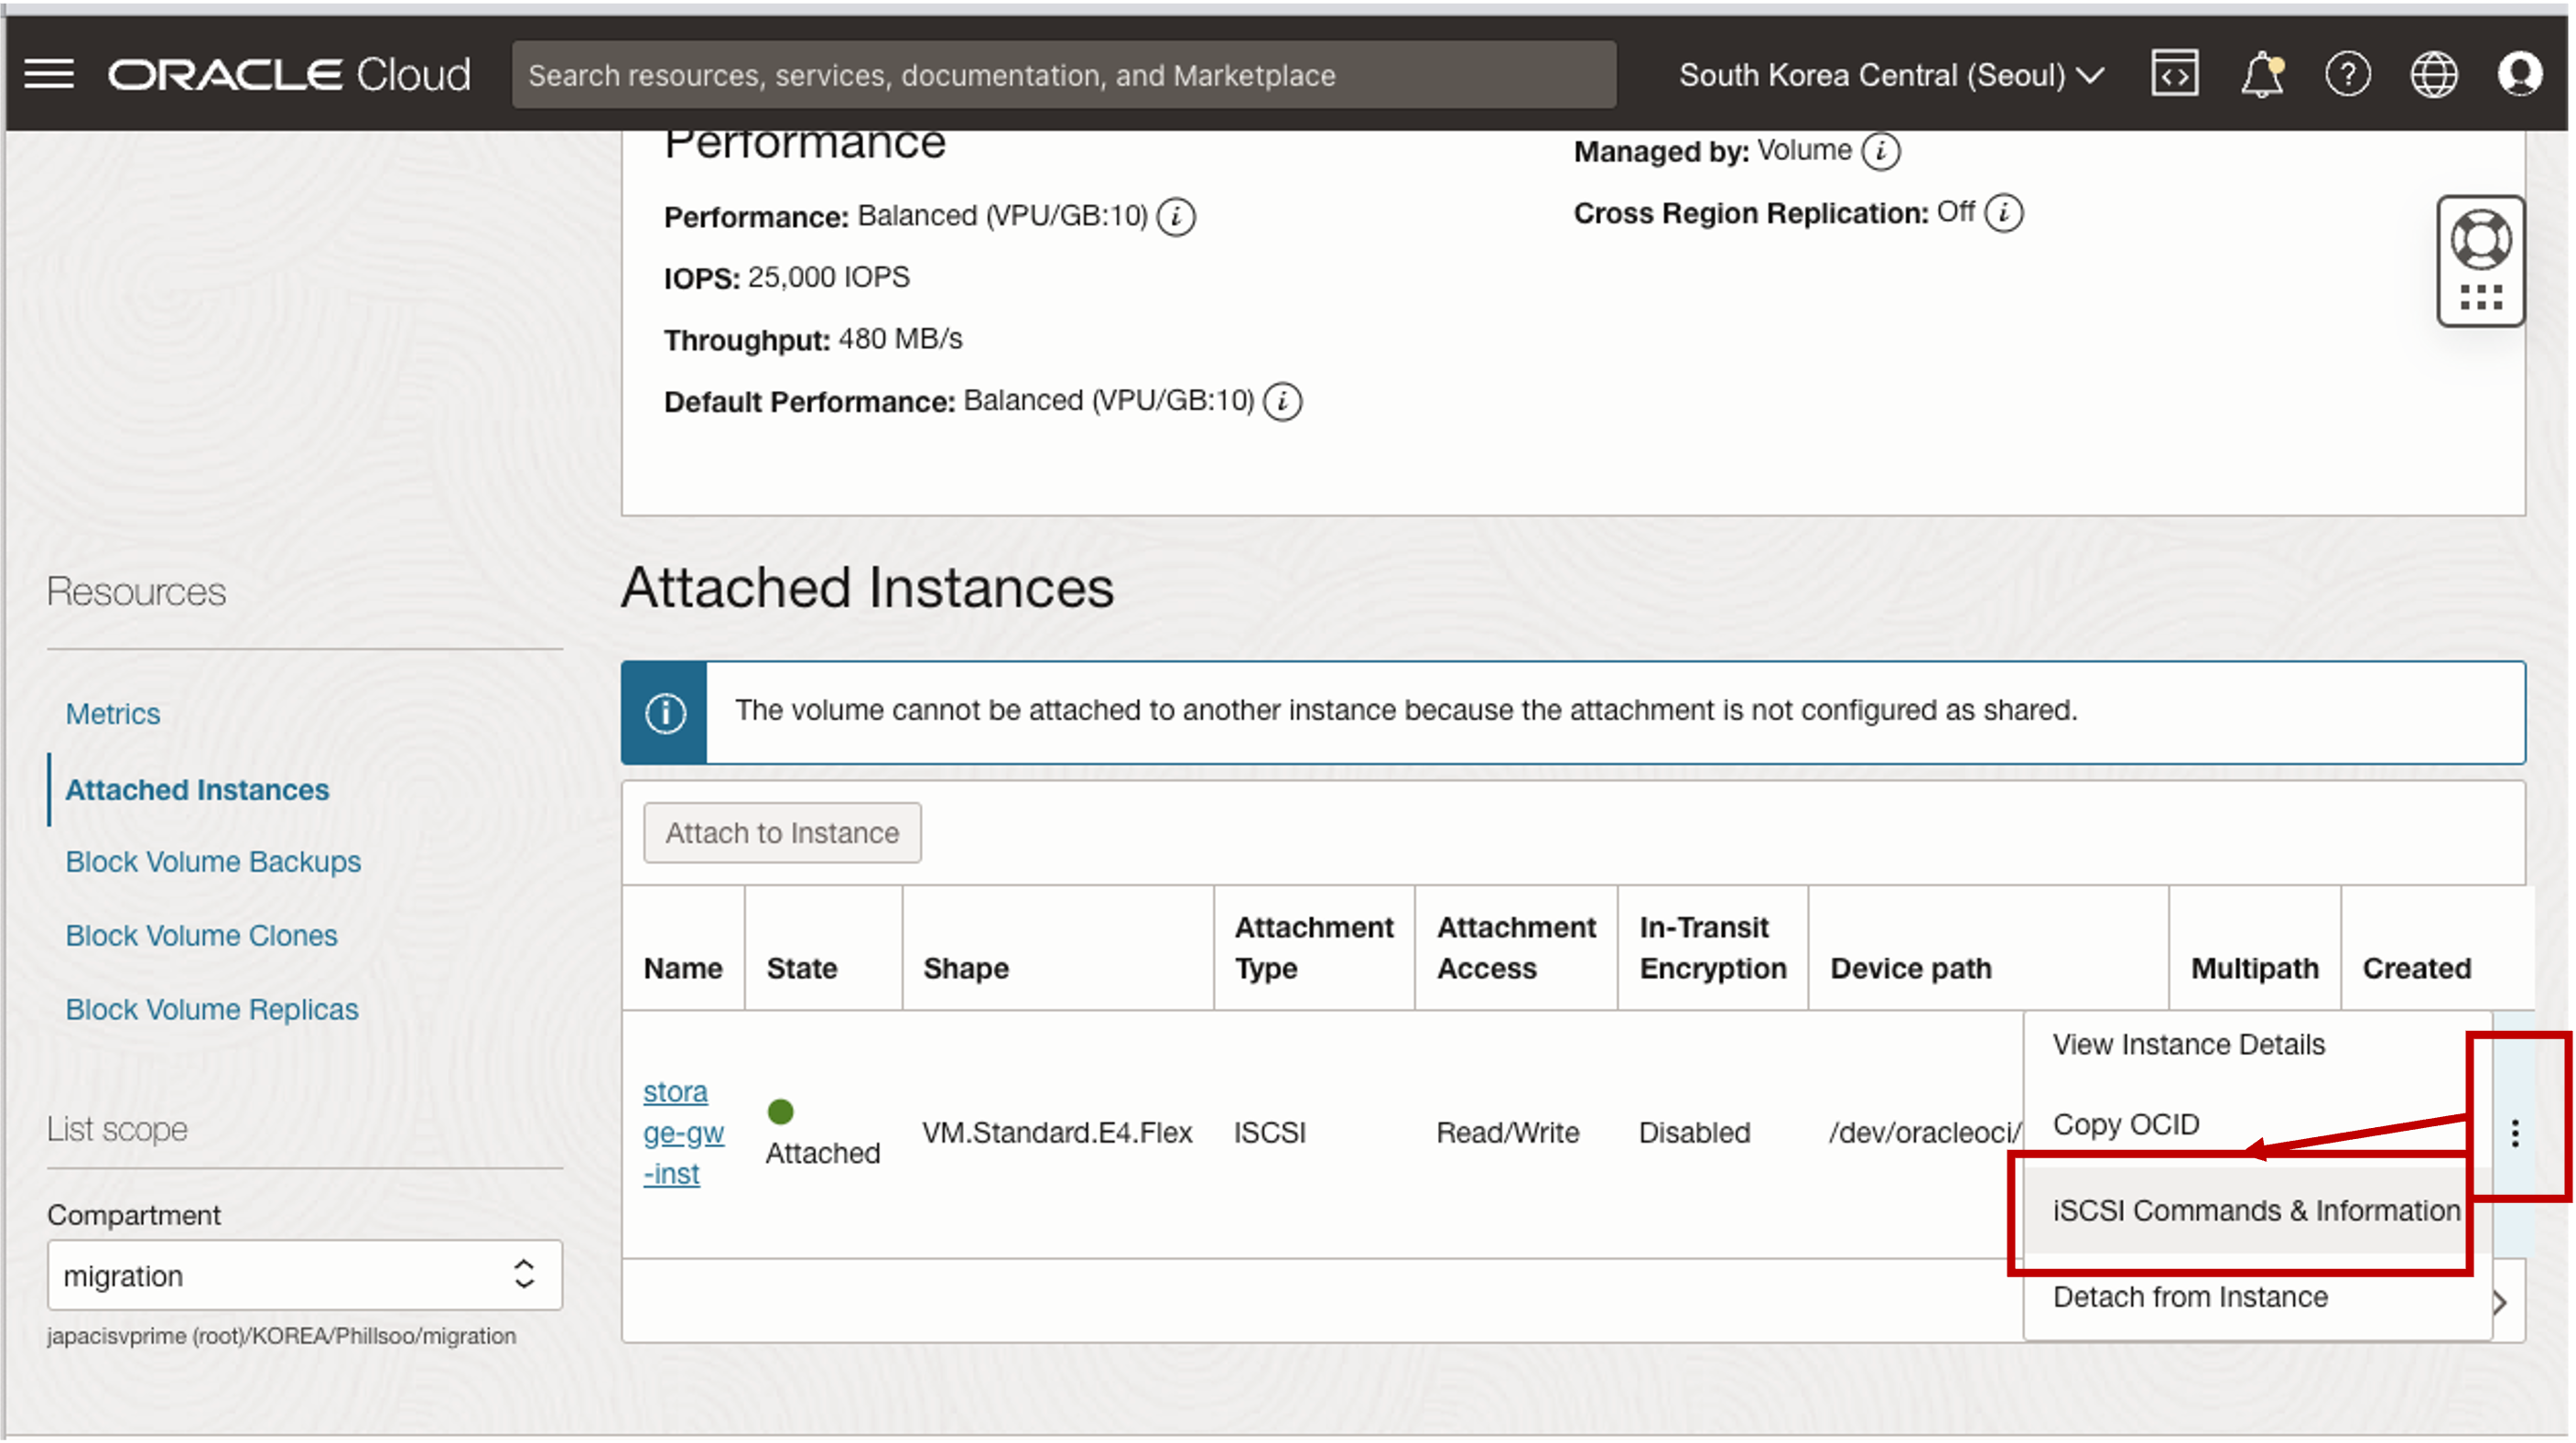 ORACLE Cloud
Search resources, services, documentation, and Marketplace
South Korea Central (Seoul)
Performance
Performance: Balanced (VPU/GB:10)
IOPS: 25,000 IOPS
Throughput: 480 MB/s
Default Performance: Balanced (VPU/GB:10)
Managed by: Volume
Cross Region Replication: Off
Resources
Metrics
Attached Instances
Block Volume Backups
Block Volume Clones
Block Volume Replicas
List scope
Compartment
migration
japacisvprime (root)/KOREA/Phillsoo/migration
Attached Instances
The volume cannot be attached to another instance because the attachment is not configured as shared.
Attach to Instance
Name
State
Shape
Attachment
Type
Attachment
Access
In-Transit
Encryption
Device path
Multipath
Created
stora
ge-gw
-inst
Attached
VM.Standard.E4.Flex
ISCSI
Read/Write
Disabled
/dev/oracleoci/
View Instance Details
Copy OCID
iSCSI Commands & Information
Detach from Instance